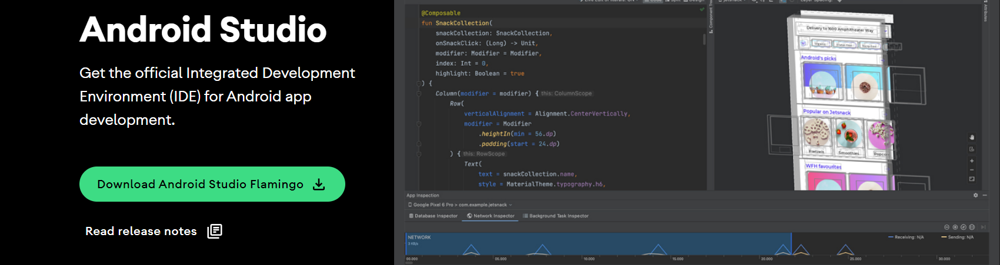 Android Studio
Get the official Integrated Development
Environment (IDE) for Android app
development.
Download Android Studio Flamingo
Read release notes
@Composable
fun SnackCollection(
snackCollection: SnackCollection,
onSnackClick: (Long) -> Unit,
modifier: Modifier = Modifier,
index: Int = 0,
highlight: Boolean = true
) {
Column(modifier = modifier) { this: ColumnScope
Row(
verticalAlignment = Alignment.CenterVertically,
modifier = Modifier
.heightIn(min = 56.dp)
.padding(start = 24.dp)
) { this: RowScope
Text(
text = snackCollection.name,
style = MaterialTheme.typography.h6,
Component Tree
Attributes
Delivery to 1600 Amphitheater Way
Android's picks
Popular on Jetsnack
Pretzels Smoothies Popcorn
WFH favourites
App Inspection
Google Pixel 6 Pro > com.example.jetsnack
Database Inspector Network Inspector Background Task Inspector
NETWORK
3 KB/s
Receiving: N/A Sending: N/A
00.000 05.000 10.000 15.000 20.000 25.000 30.000